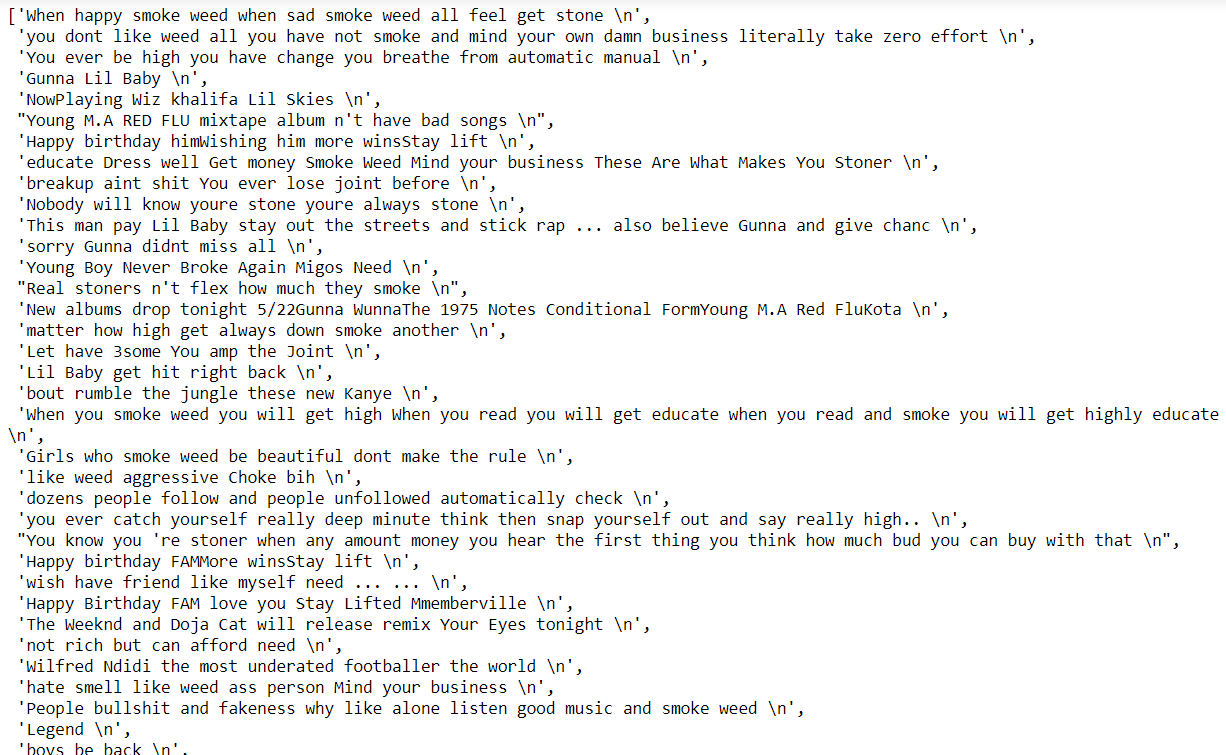 ['When happy smoke weed when sad smoke weed all feel get stone \n',
'you dont like weed all you have not smoke and mind your own damn business literally take zero effort \n',
'You ever be high you have change you breathe from automatic manual \n',
'Gunna Lil Baby \n',
'NowPlaying Wiz khalifa Lil Skies \n',
"Young M.A RED FLU mixtape album n't have bad songs \n",
'Happy birthday himWishing him more winsStay lift \n',
'educate Dress well Get money Smoke Weed Mind your business These Are What Makes You Stoner \n',
'breakup aint shit You ever lose joint before \n',
'Nobody will know youre stone youre always stone \n',
'This man pay Lil Baby stay out the streets and stick rap ... also believe Gunna and give chanc \n',
'sorry Gunna didnt miss all \n',
'Young Boy Never Broke Again Migos Need \n',
"Real stoners n't flex how much they smoke \n",
'New albums drop tonight 5/22Gunna WunnaThe 1975 Notes Conditional FormYoung M.A Red FluKota \n',
'matter how high get always down smoke another \n',
'Let have 3some You amp the Joint \n',
'Lil Baby get hit right back \n',
'bout rumble the jungle these new Kanye \n',
'When you smoke weed you will get high When you read you will get educate when you read and smoke you will get highly educate
\n',
'Girls who smoke weed be beautiful dont make the rule \n',
'like weed aggressive Choke bih \n',
'dozens people follow and people unfollowed automatically check \n',
'you ever catch yourself really deep minute think then snap yourself out and say really high.. \n',
"You know you 're stoner when any amount money you hear the first thing you think how much bud you can buy with that \n",
'Happy birthday FAMMore winsStay lift \n',
'wish have friend like myself need ... ... \n',
'Happy Birthday FAM love you Stay Lifted Mmemberville \n',
'The Weeknd and Doja Cat will release remix Your Eyes tonight \n',
'not rich but can afford need \n',
'Wilfred Ndidi the most underated footballer the world \n',
'hate smell like weed ass person Mind your business \n',
'People bullshit and fakeness why like alone listen good music and smoke weed \n',
'Legend \n',
'boys be back \n',